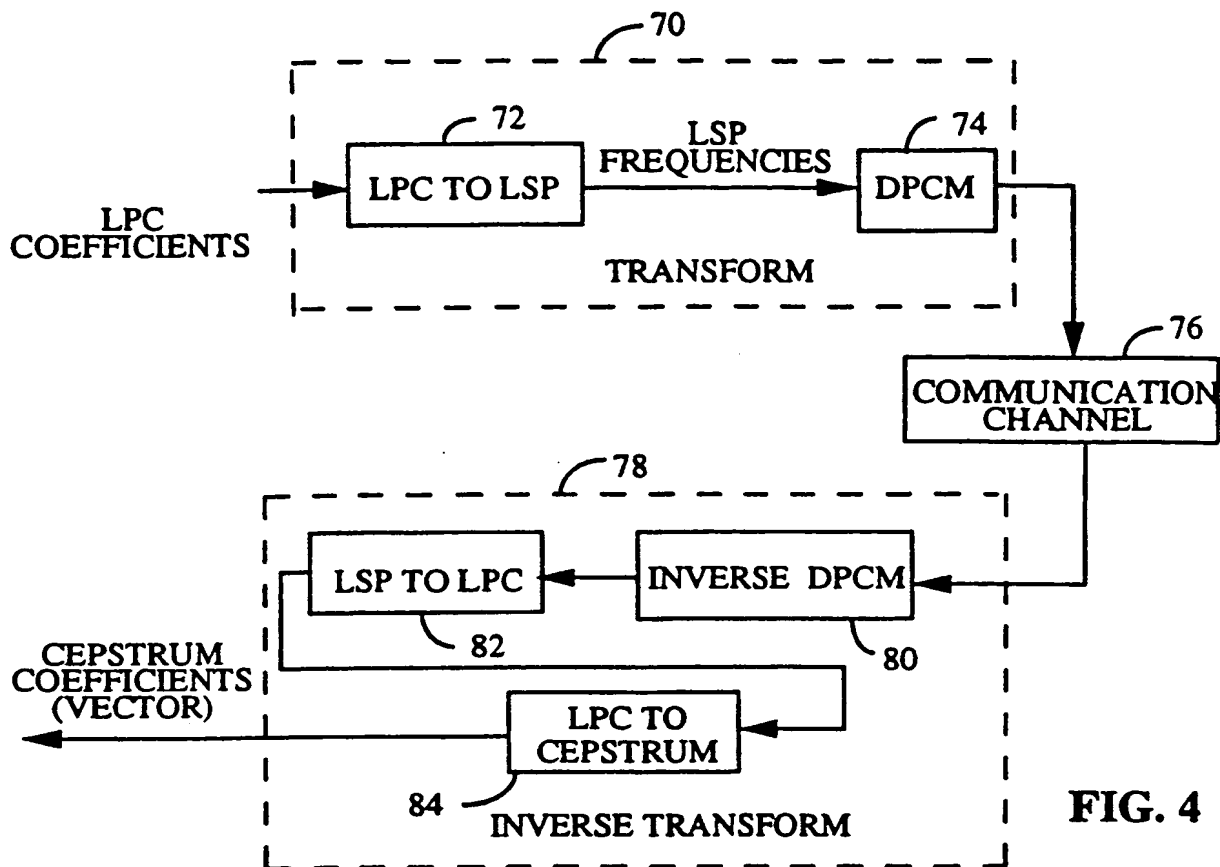 70
72
LPC TO LSP
LSP
FREQUENCIES
74
DPCM
LPC
COEFFICIENTS
TRANSFORM
76
COMMUNICATION
CHANNEL
78
LSP TO LPC
82
INVERSE DPCM
80
CEPSTRUM
COEFFICIENTS
(VECTOR)
LPC TO
CEPSTRUM
84
INVERSE TRANSFORM
FIG. 4